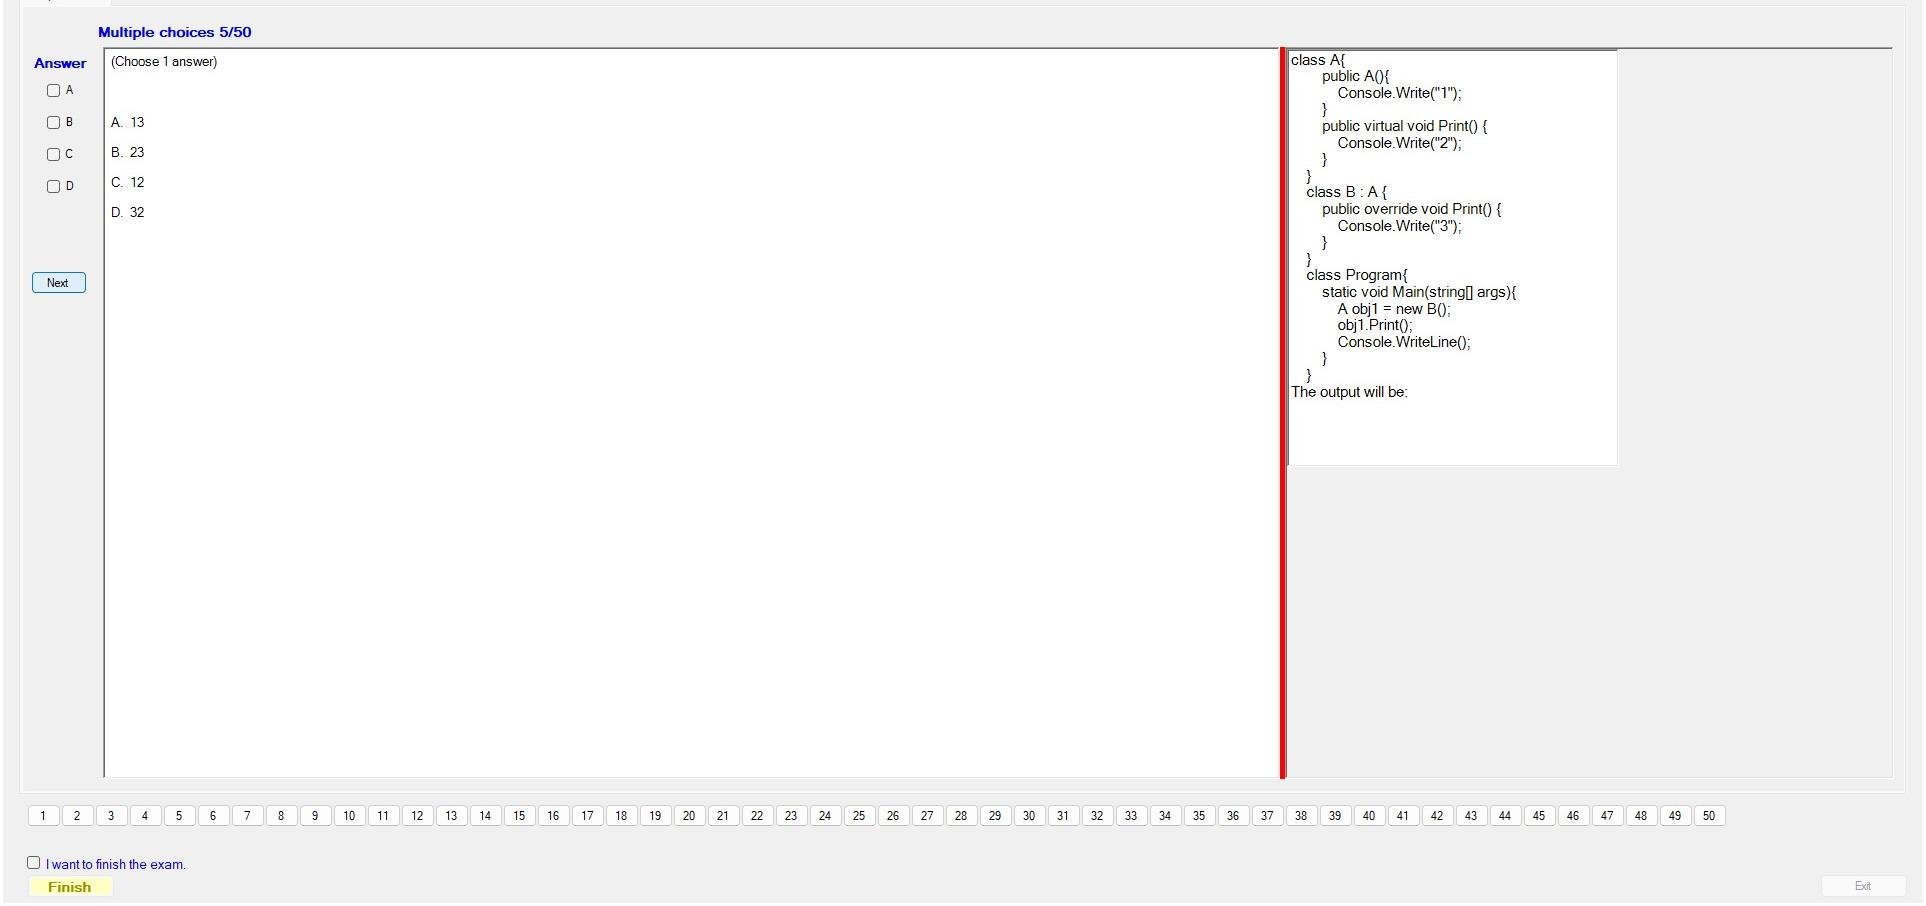 Multiple choices 5/50
Answer
A
B
C
D
Next
(Choose 1 answer)
A. 13
B. 23
C. 12
D. 32
class A{
public A(){
Console.Write("1");
}
public virtual void Print() {
Console.Write("2");
}
}
class B : A {
public override void Print() {
Console.Write("3");
}
}
class Program{
static void Main(string[] args){
A obj1 = new B();
obj1.Print();
Console.WriteLine();
}
}
The output will be:
1 2 3 4 5 6 7 8 9 10 11 12 13 14 15 16 17 18 19 20 21 22 23 24 25 26 27 28 29 30 31 32 33 34 35 36 37 38 39 40 41 42 43 44 45 46 47 48 49 50
I want to finish the exam.
Finish
Exit